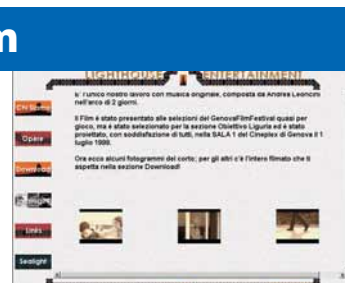 m
LIGHTHOUSE ENTERTAINMENT
E' l'unico nostro lavoro con musica originale, composta da Andrea Leoncini
nell'arco di 2 giorni.
Il Film è stato presentato alle selezioni del GenovaFilmFestival quasi per
gioco, ma è stato selezionato per la sezione Obiettivo Liguria ed è stato
proiettato, con soddisfazione di tutti, nella SALA 1 del Cineplex di Genova il 1
luglio 1998.
Ora ecco alcuni fotogrammi del corto; per gli altri c'è l'intero filmato che ti
aspetta nella sezione Download!
Opere
Download
Links
Sealight